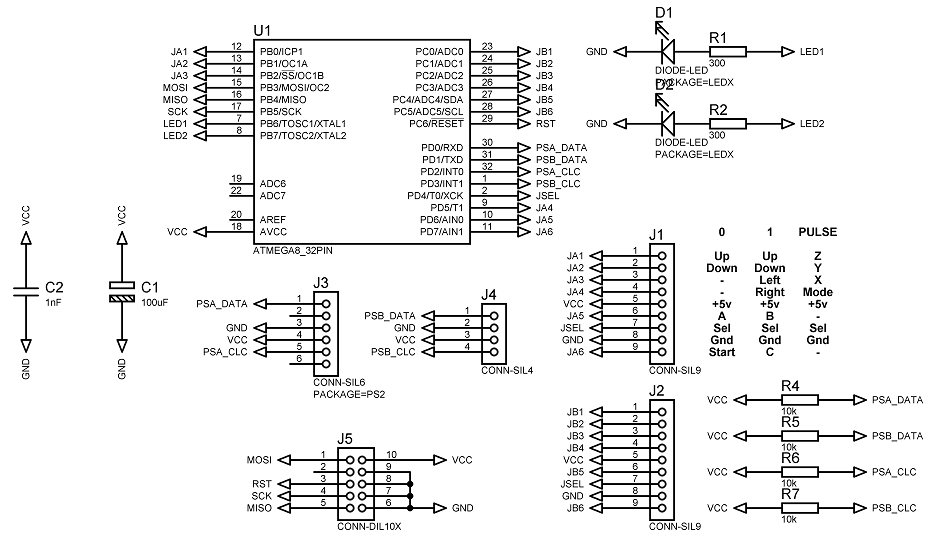 U1
JA1 12 PB0/ICP1 PC0/ADC0 23 JB1
JA2 13 PB1/OC1A PC1/ADC1 24 JB2
JA3 14 PB2/SS/OC1B PC2/ADC2 25 JB3
MOSI 15 PB3/MOSI/OC2 PC3/ADC3 26 JB4
MISO 16 PB4/MISO PC4/ADC4/SDA 27 JB5
SCK 17 PB5/SCK PC5/ADC5/SCL 28 JB6
LED1 7 PB6/TOSC1/XTAL1 PC6/RESET 29 RST
LED2 8 PB7/TOSC2/XTAL2
PD0/RXD 30 PSA_DATA
PD1/TXD 31 PSB_DATA
PD2/INT0 32 PSA_CLC
19 ADC6 PD3/INT1 1 PSB_CLC
22 ADC7 PD4/T0/XCK 2 JSEL
PD5/T1 9 JA4
20 AREF PD6/AIN0 10 JA5
VCC 18 AVCC PD7/AIN1 11 JA6
ATMEGA8_32PIN
D1
R1
GND LED1
300
DIODE-LED
PACKAGE=LEDX
D2
R2
GND LED2
300
DIODE-LED
PACKAGE=LEDX
VCC
C2
1nF
GND
VCC
C1
100uF
GND
J3
PSA_DATA 1
2
GND 3
VCC 4
PSA_CLC 5
6
CONN-SIL6
PACKAGE=PS2
J4
PSB_DATA 1
GND 2
VCC 3
PSB_CLC 4
CONN-SIL4
J1
JA1 1
JA2 2
JA3 3
JA4 4
VCC 5
JA5 6
JSEL 7
GND 8
JA6 9
CONN-SIL9
0 1 PULSE
Up Up Z
Down Down Y
- Left X
- Right Mode
+5v +5v +5v
A B -
Sel Sel Sel
Gnd Gnd Gnd
Start C -
J5
MOSI 1 10 VCC
2 9
RST 3 8
SCK 4 7
MISO 5 6 GND
CONN-DIL10X
J2
JB1 1
JB2 2
JB3 3
JB4 4
VCC 5
JB5 6
JSEL 7
GND 8
JB6 9
CONN-SIL9
R4
VCC PSA_DATA
10k
R5
VCC PSB_DATA
10k
R6
VCC PSA_CLC
10k
R7
VCC PSB_CLC
10k